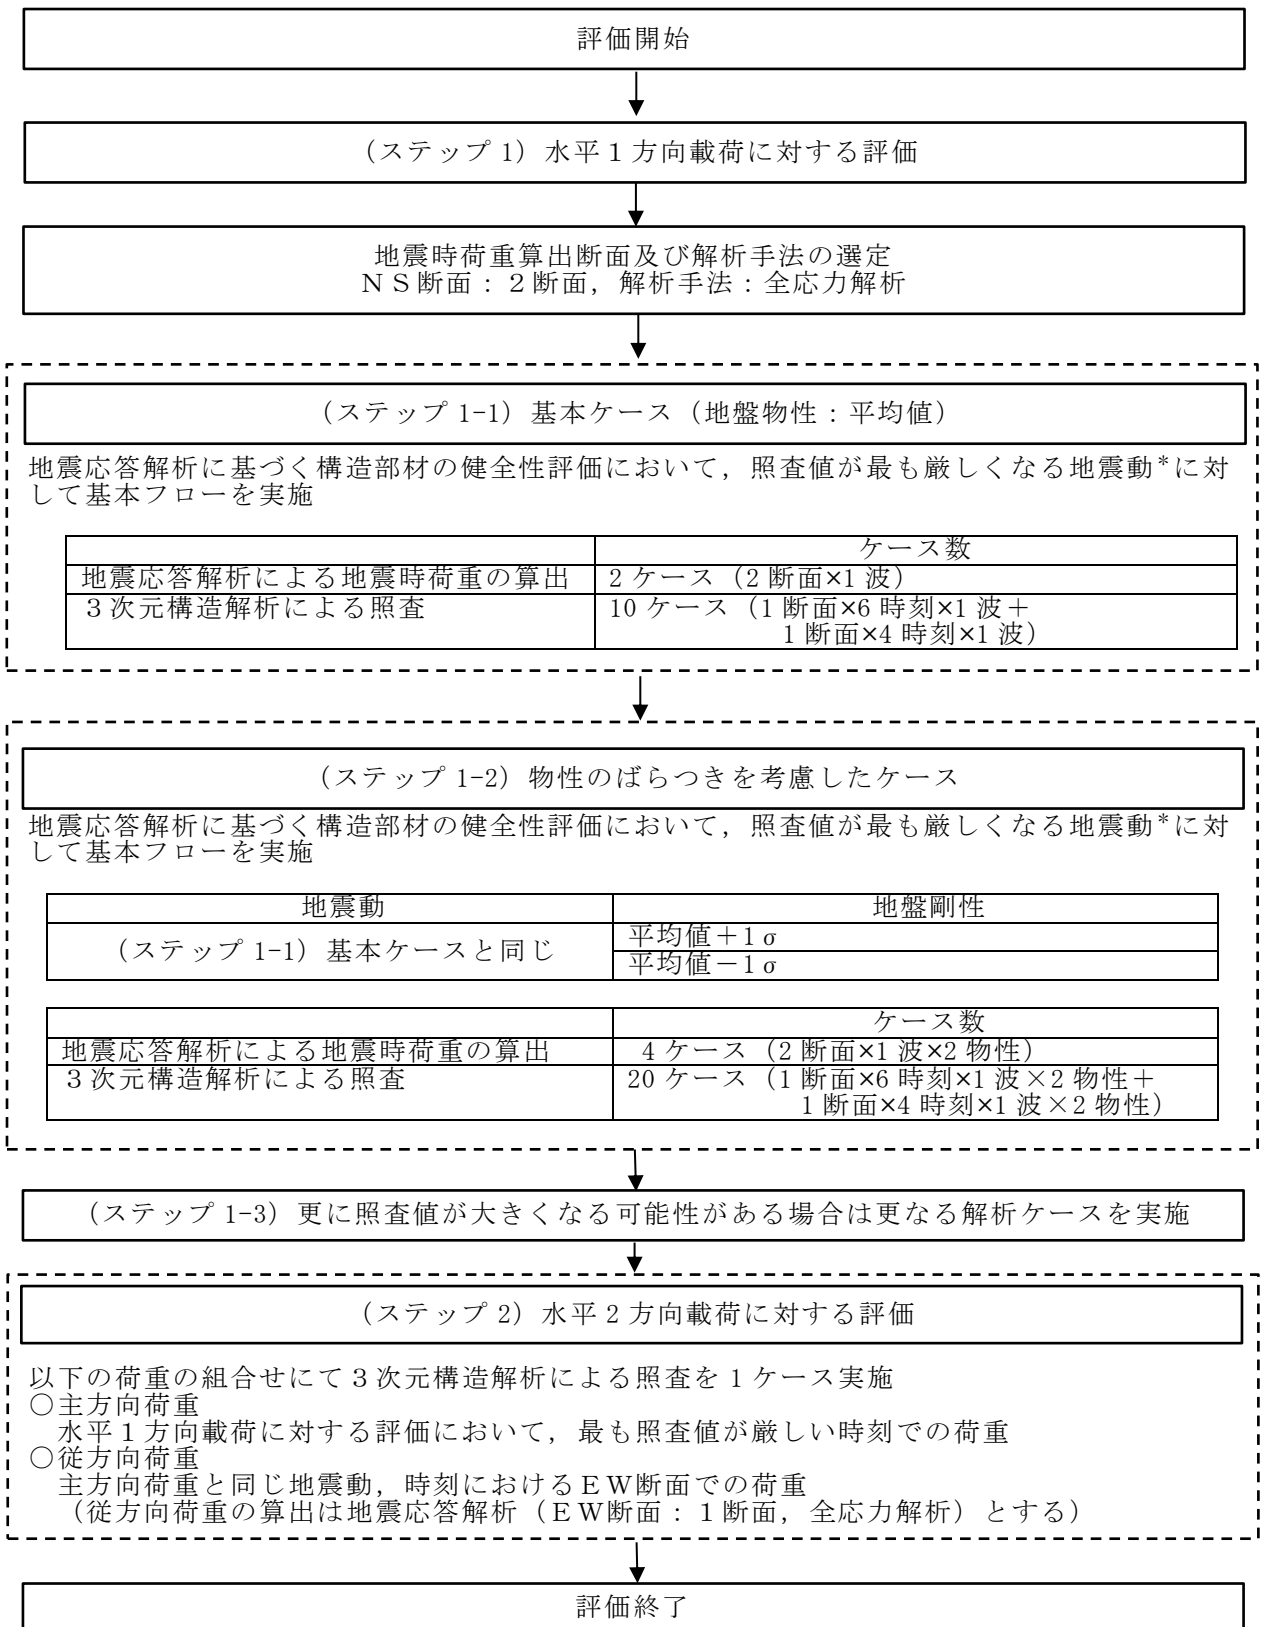 評価開始
(ステップ 1) 水平1方向載荷に対する評価
地震時荷重算出断面及び解析手法の選定
NS断面：2断面，解析手法：全応力解析
(ステップ 1-1) 基本ケース（地盤物性：平均値）
地震応答解析に基づく構造部材の健全性評価において，照査値が最も厳しくなる地震動*に対
して基本フローを実施
ケース数
地震応答解析による地震時荷重の算出 2ケース（2断面×1波）
3次元構造解析による照査 10ケース（1断面×6時刻×1波＋
1断面×4時刻×1波）
(ステップ 1-2) 物性のばらつきを考慮したケース
地震応答解析に基づく構造部材の健全性評価において，照査値が最も厳しくなる地震動*に対
して基本フローを実施
地震動 地盤剛性
(ステップ 1-1) 基本ケースと同じ 平均値＋1σ
平均値－1σ
ケース数
地震応答解析による地震時荷重の算出 4ケース（2断面×1波×2物性）
3次元構造解析による照査 20ケース（1断面×6時刻×1波×2物性＋
1断面×4時刻×1波×2物性）
(ステップ 1-3) 更に照査値が大きくなる可能性がある場合は更なる解析ケースを実施
(ステップ 2) 水平2方向載荷に対する評価
以下の荷重の組合せにて3次元構造解析による照査を1ケース実施
○主方向荷重
水平1方向載荷に対する評価において，最も照査値が厳しい時刻での荷重
○従方向荷重
主方向荷重と同じ地震動，時刻におけるEW断面での荷重
（従方向荷重の算出は地震応答解析（EW断面：1断面，全応力解析）とする）
評価終了